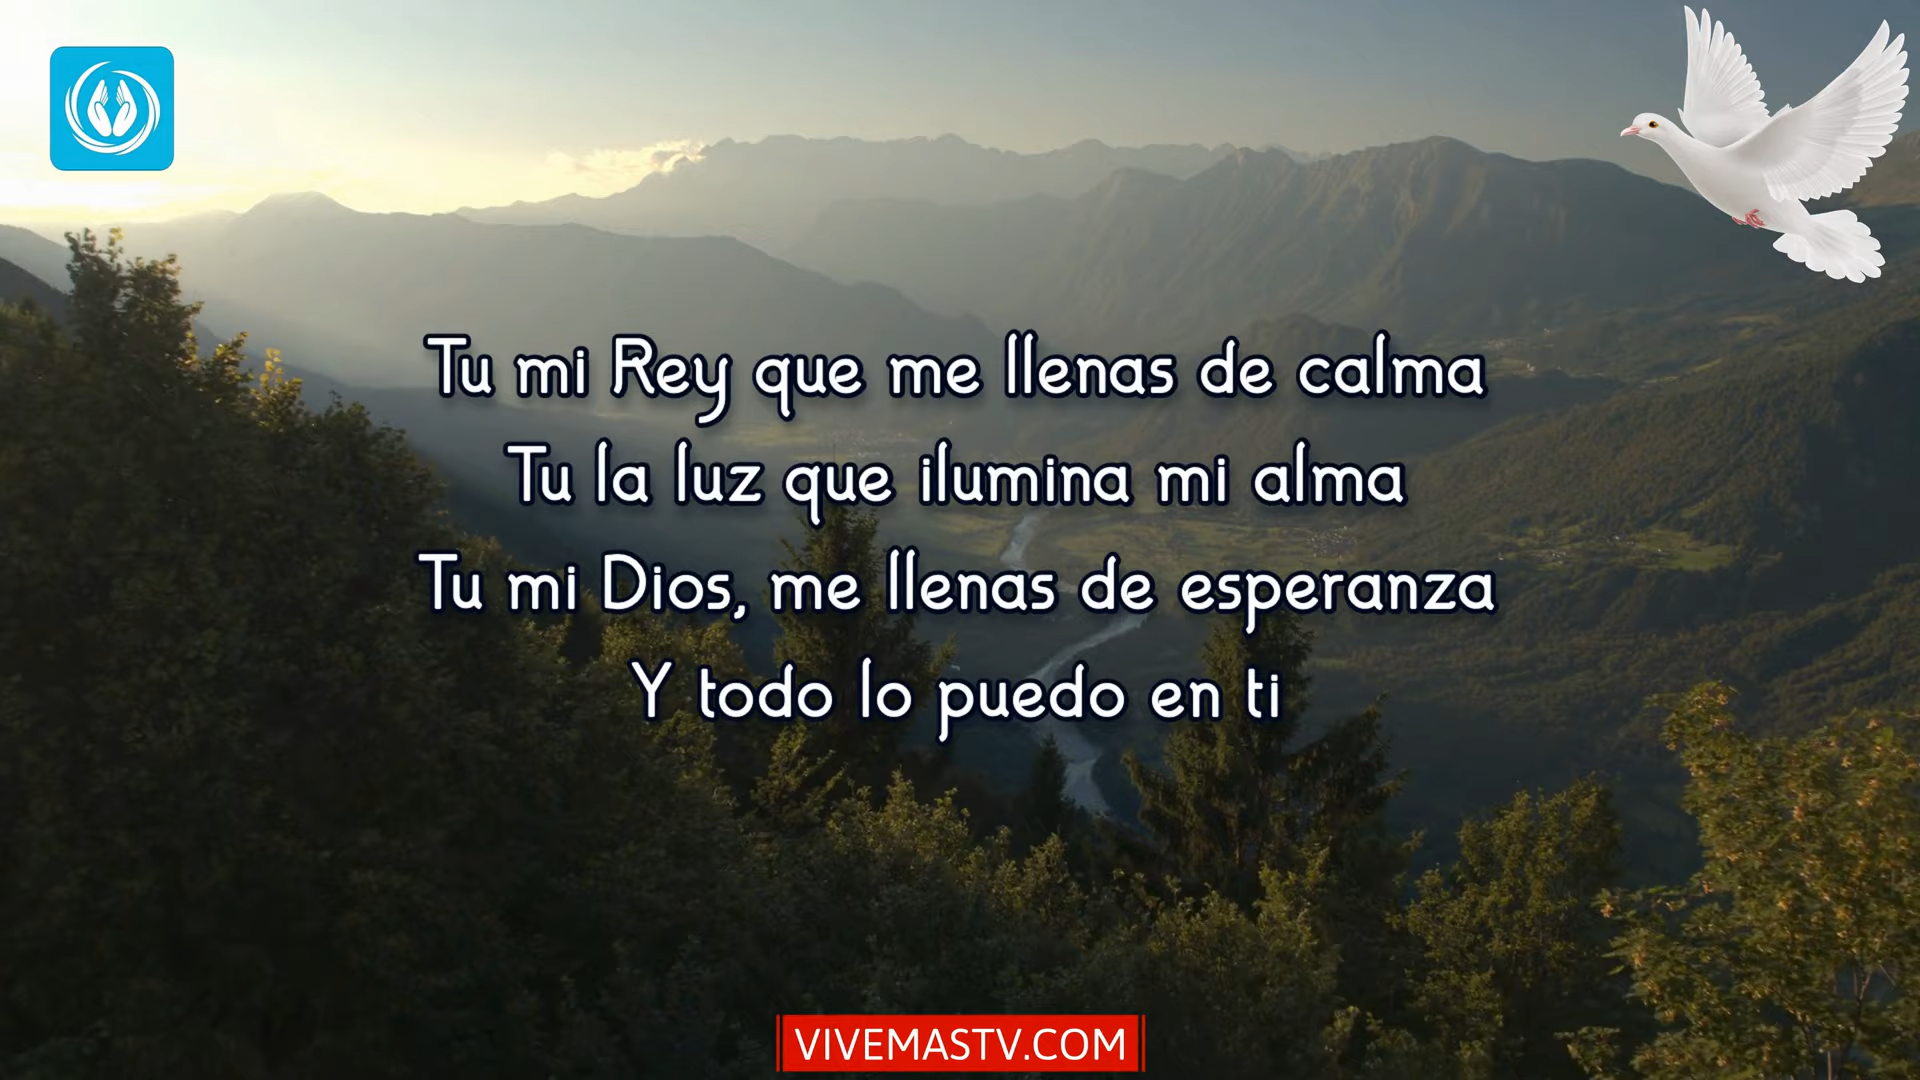 Tu mi Rey que me llenas de calma
Tu la luz que ilumina mi alma
Tu mi Dios, me llenas de esperanza
Y todo lo puedo en ti
VIVEMASTV.COM